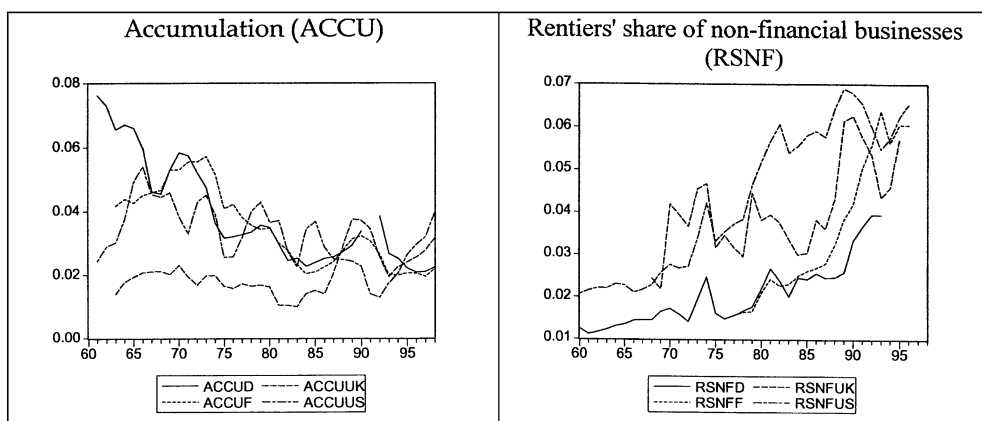 Accumulation (ACCU)
0.08
0.06
0.04
0.02
0.00
60 65 70 75 80 85 90 95
ACCUD ACCUUK
ACCUF ACCUUS
Rentiers' share of non-financial businesses
(RSNF)
0.07
0.06
0.05
0.04
0.03
0.02
0.01
60 65 70 75 80 85 90 95
RSNFD RSNFUK
RSNFF RSNFUS